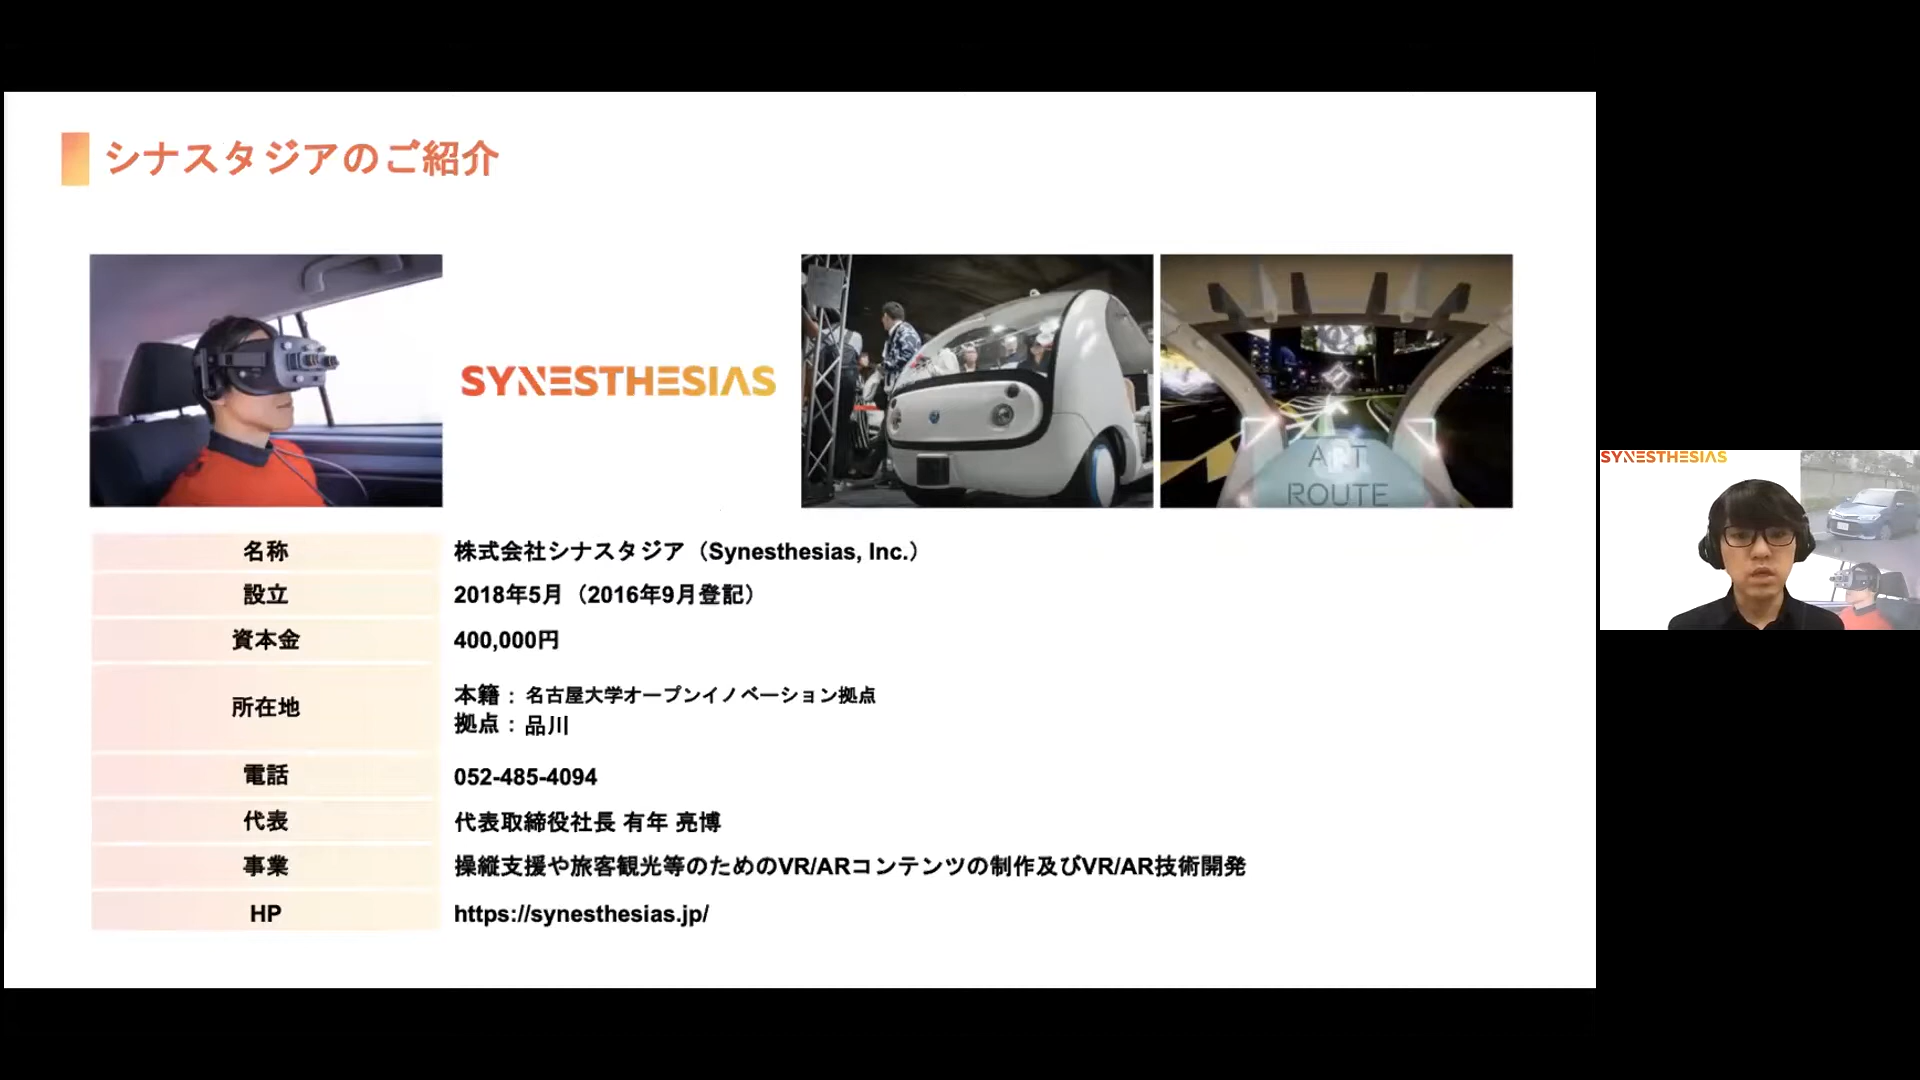 シナスタジアのご紹介
SYNESTHESIAS
ART
ROUTE
名称 株式会社シナスタジア（Synesthesias, Inc.）
設立 2018年5月（2016年9月登記）
資本金 400,000円
所在地 本籍：名古屋大学オープンイノベーション拠点
拠点：品川
電話 052-485-4094
代表 代表取締役社長 有年 亮博
事業 操縦支援や旅客観光等のためのVR/ARコンテンツの制作及びVR/AR技術開発
HP https://synesthesias.jp/
SYNESTHESIAS